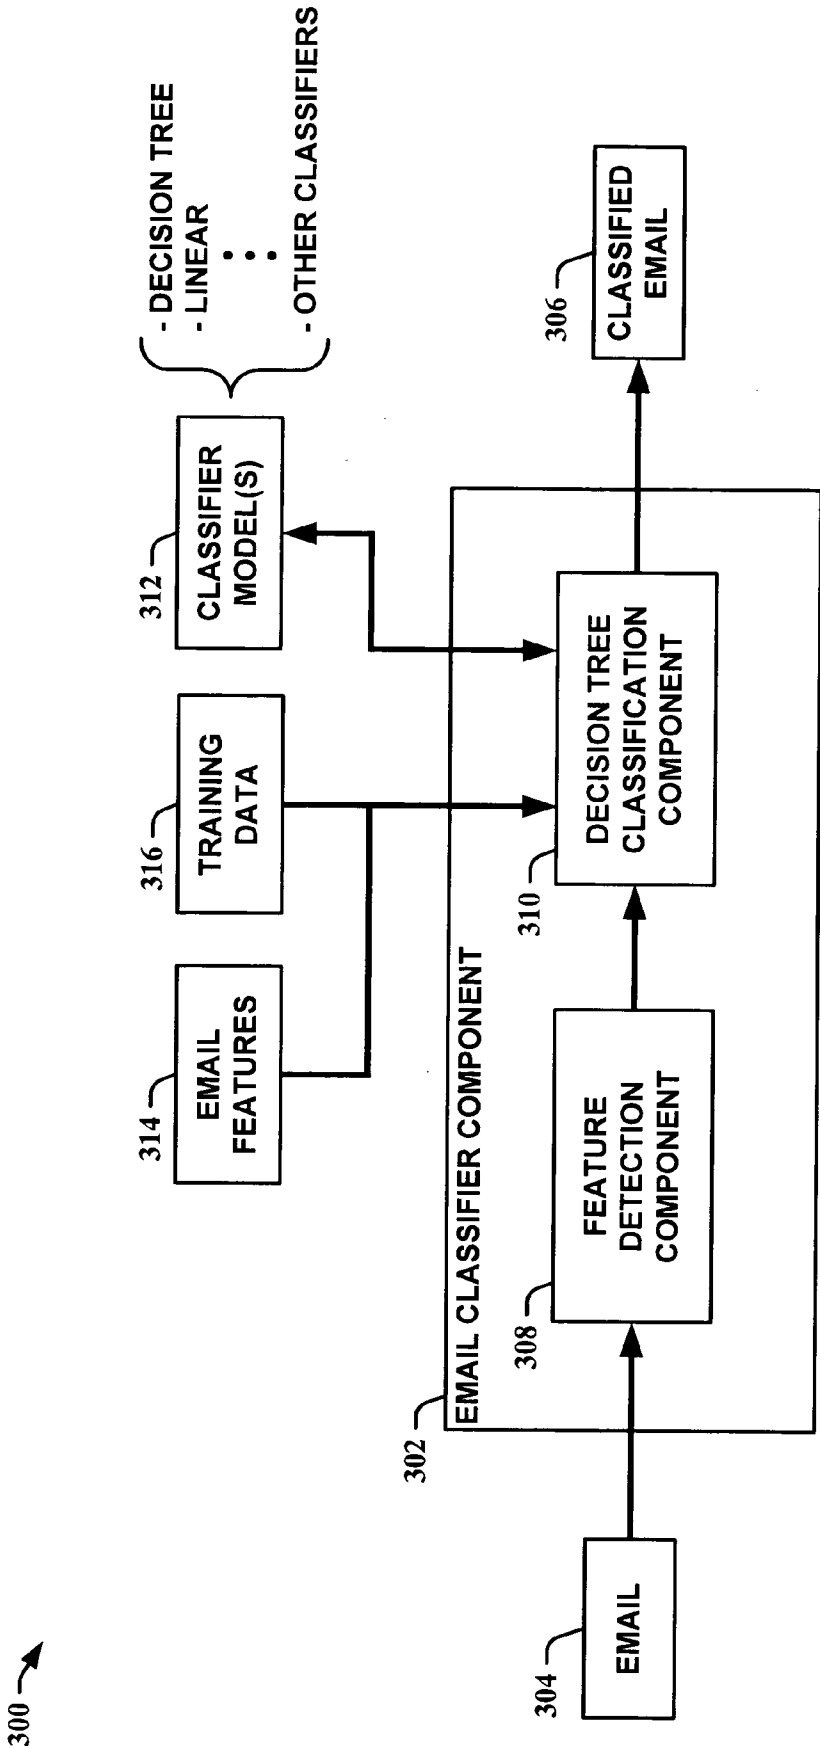 300
- DECISION TREE
- LINEAR
- OTHER CLASSIFIERS
314
EMAIL
FEATURES
316
TRAINING
DATA
312
CLASSIFIER
MODEL(S)
302
EMAIL CLASSIFIER COMPONENT
304
EMAIL
308
FEATURE
DETECTION
COMPONENT
310
DECISION TREE
CLASSIFICATION
COMPONENT
306
CLASSIFIED
EMAIL